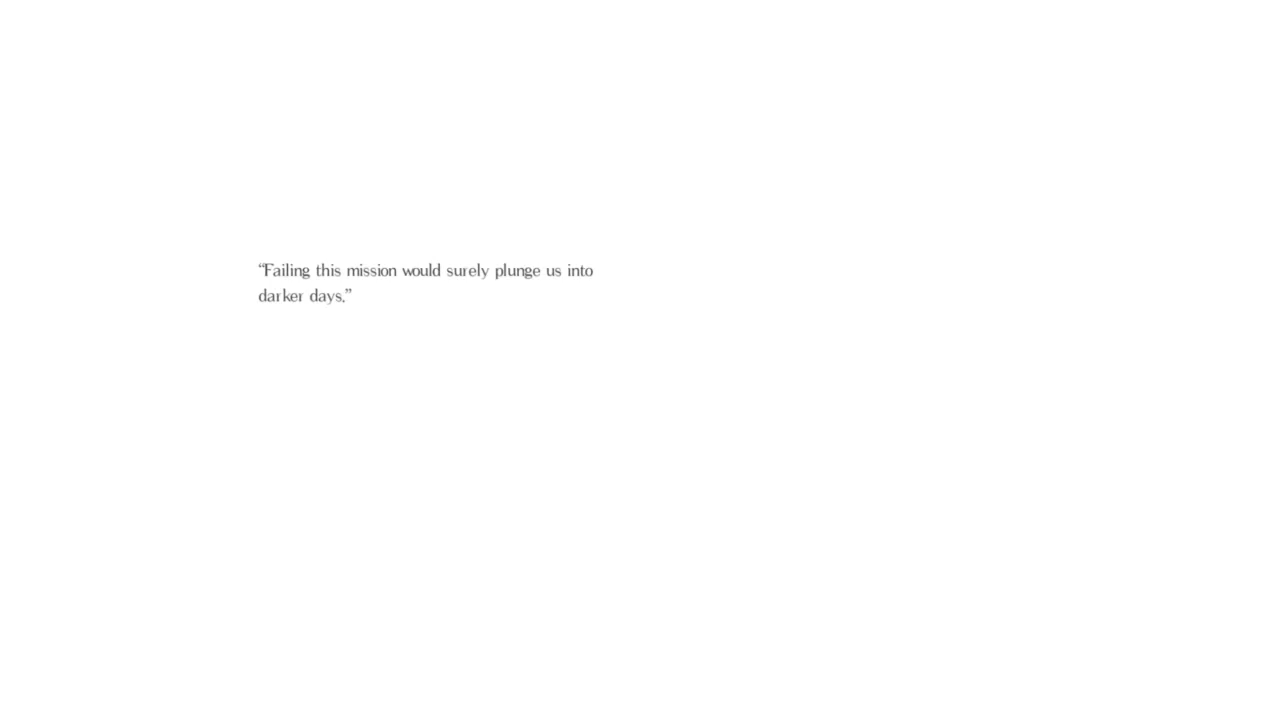 “Failing this mission would surely plunge us into
darker days.”